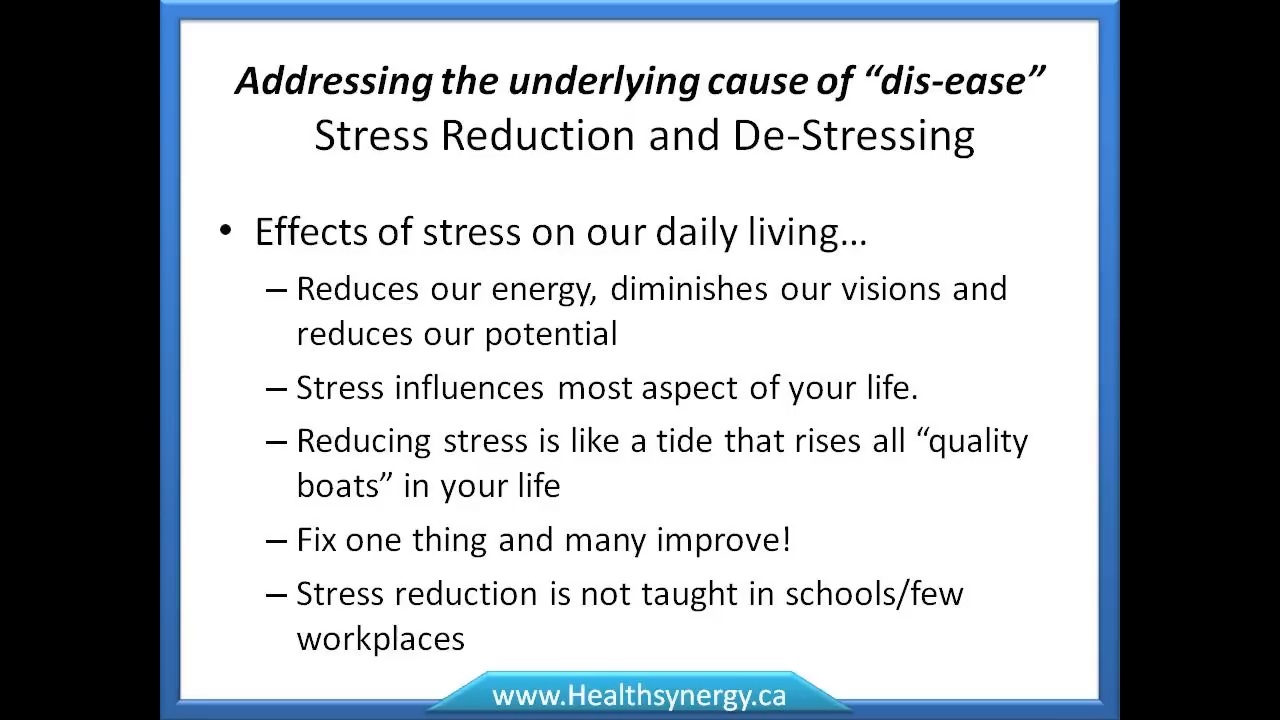 Addressing the underlying cause of “dis-ease”
Stress Reduction and De-Stressing
• Effects of stress on our daily living…
– Reduces our energy, diminishes our visions and
reduces our potential
– Stress influences most aspect of your life.
– Reducing stress is like a tide that rises all “quality
boats” in your life
– Fix one thing and many improve!
– Stress reduction is not taught in schools/few
workplaces
www.Healthsynergy.ca